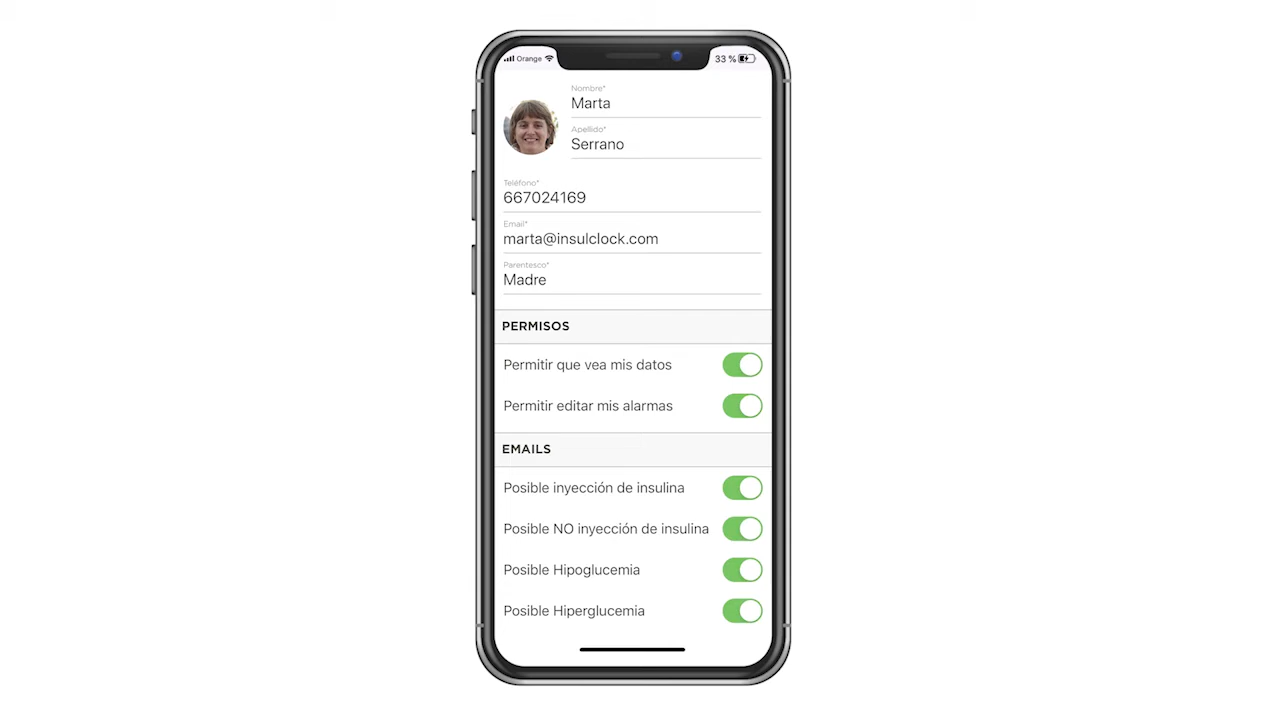 Orange 33 %
Nombre*
Marta
Apellido*
Serrano
Teléfono*
667024169
Email*
marta@insulclock.com
Parentesco*
Madre
PERMISOS
Permitir que vea mis datos
Permitir editar mis alarmas
EMAILS
Posible inyección de insulina
Posible NO inyección de insulina
Posible Hipoglucemia
Posible Hiperglucemia